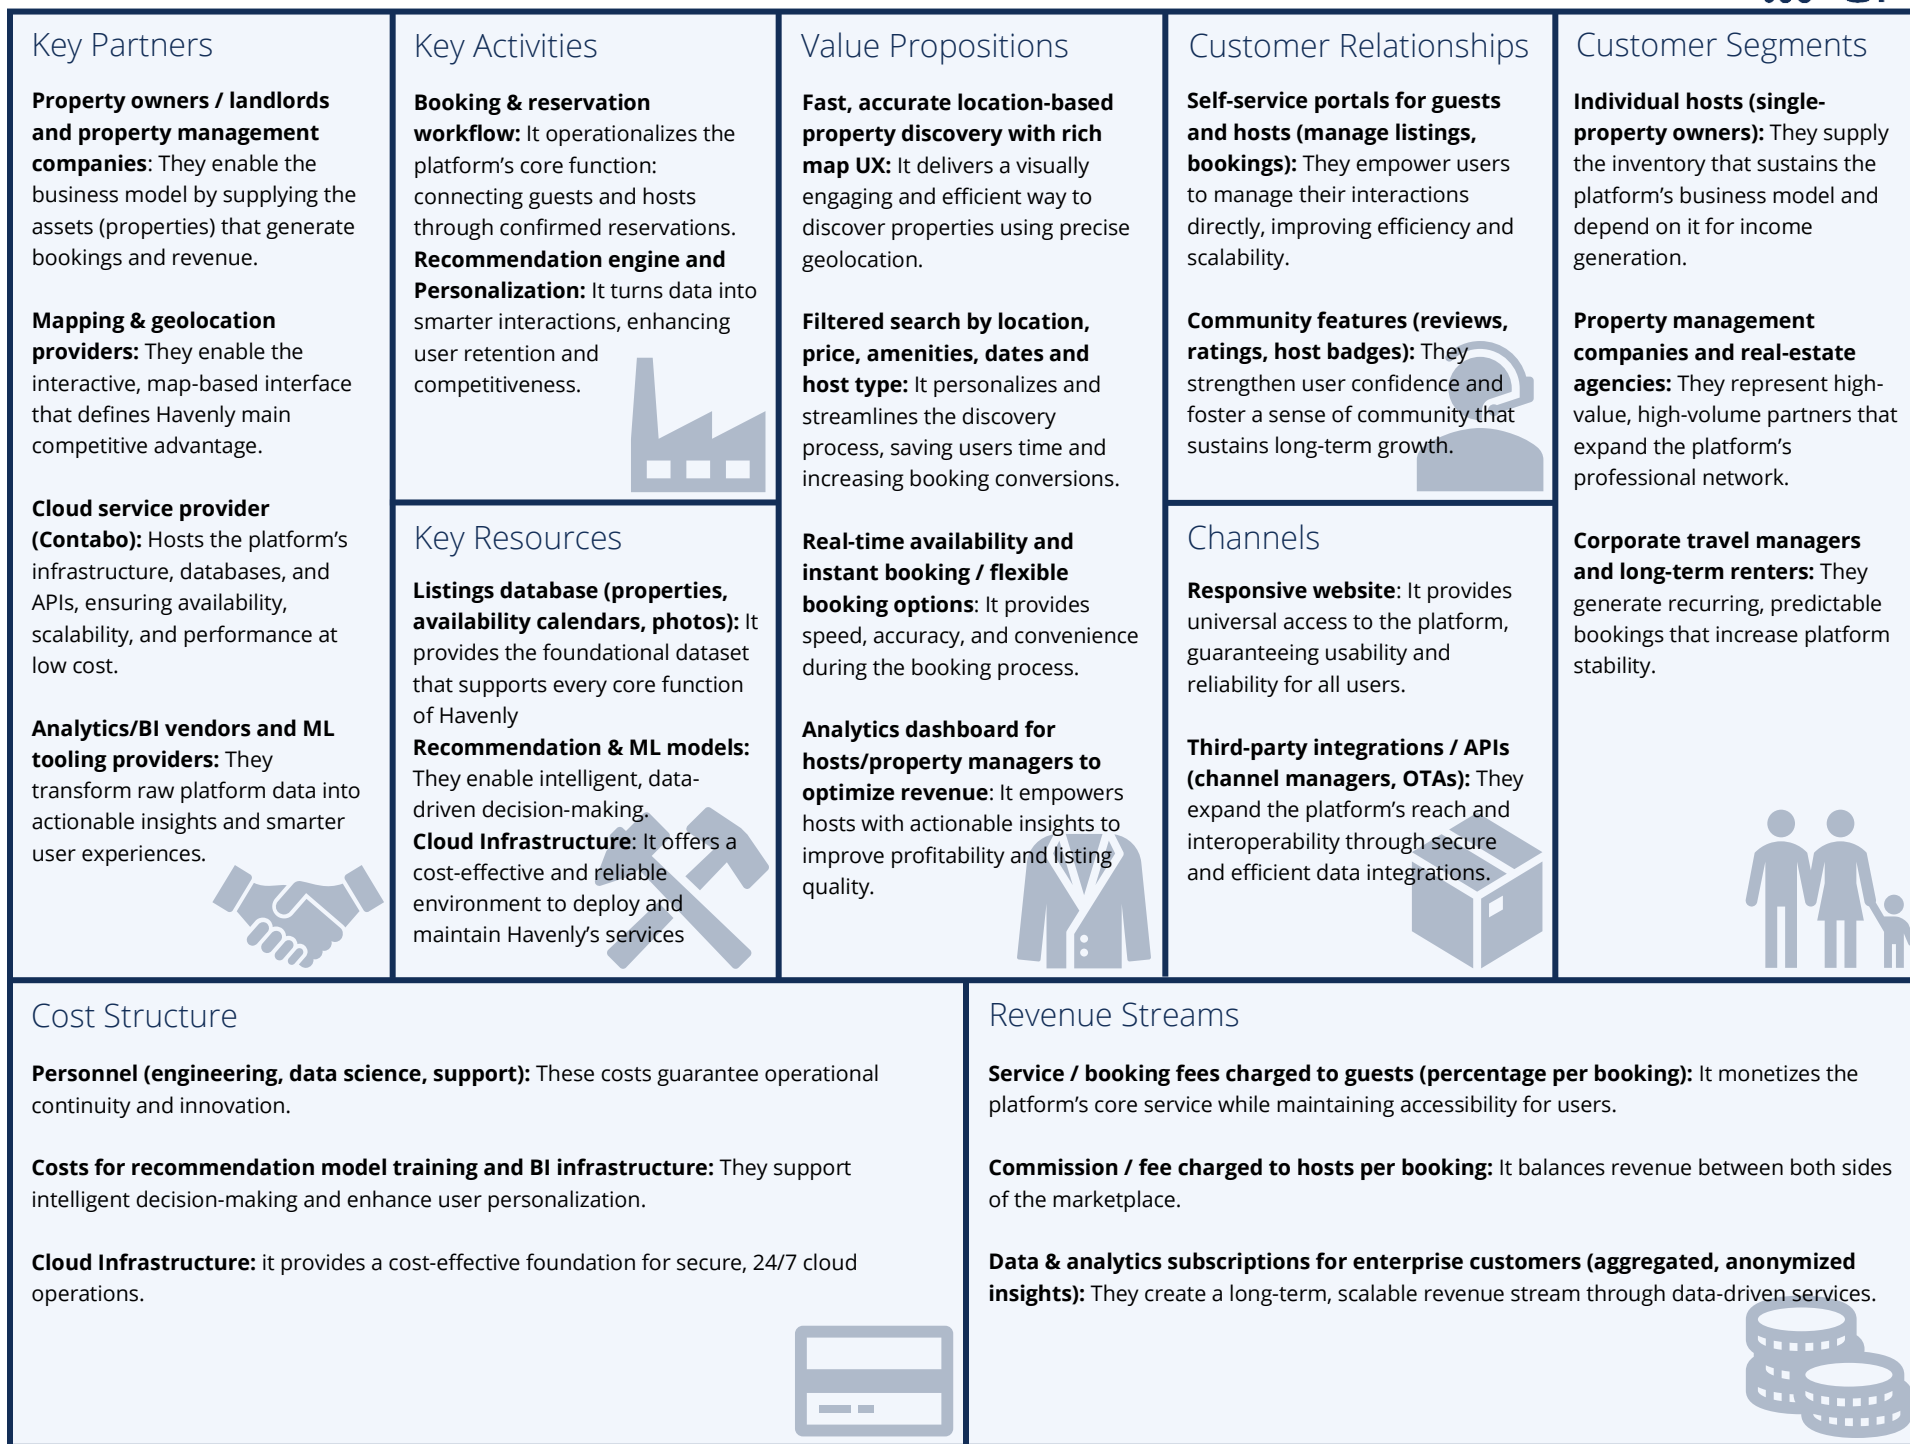 Key Partners
Property owners / landlords
and property management
companies: They enable the
business model by supplying the
assets (properties) that generate
bookings and revenue.
Mapping & geolocation
providers: They enable the
interactive, map-based interface
that defines Havenly main
competitive advantage.
Cloud service provider
(Contabo): Hosts the platform's
infrastructure, databases, and
APIs, ensuring availability,
scalability, and performance at
low cost.
Analytics/BI vendors and ML
tooling providers: They
transform raw platform data into
actionable insights and smarter
user experiences.
Key Activities
Booking & reservation
workflow: It operationalizes the
platform's core function:
connecting guests and hosts
through confirmed reservations.
Recommendation engine and
Personalization: It turns data into
smarter interactions, enhancing
user retention and
competitiveness.
Key Resources
Listings database (properties,
availability calendars, photos): It
provides the foundational dataset
that supports every core function
of Havenly
Recommendation & ML models:
They enable intelligent, data-
driven decision-making.
Cloud Infrastructure: It offers a
cost-effective and reliable
environment to deploy and
maintain Havenly's services
Value Propositions
Fast, accurate location-based
property discovery with rich
map UX: It delivers a visually
engaging and efficient way to
discover properties using precise
geolocation.
Filtered search by location,
price, amenities, dates and
host type: It personalizes and
streamlines the discovery
process, saving users time and
increasing booking conversions.
Real-time availability and
instant booking / flexible
booking options: It provides
speed, accuracy, and convenience
during the booking process.
Analytics dashboard for
hosts/property managers to
optimize revenue: It empowers
hosts with actionable insights to
improve profitability and listing
quality.
Customer Relationships
Self-service portals for guests
and hosts (manage listings,
bookings): They empower users
to manage their interactions
directly, improving efficiency and
scalability.
Community features (reviews,
ratings, host badges): They
strengthen user confidence and
foster a sense of community that
sustains long-term growth.
Channels
Responsive website: It provides
universal access to the platform,
guaranteeing usability and
reliability for all users.
Third-party integrations / APIs
(channel managers, OTAs): They
expand the platform's reach and
interoperability through secure
and efficient data integrations.
Customer Segments
Individual hosts (single-
property owners): They supply
the inventory that sustains the
platform's business model and
depend on it for income
generation.
Property management
companies and real-estate
agencies: They represent high-
value, high-volume partners that
expand the platform's
professional network.
Corporate travel managers
and long-term renters: They
generate recurring, predictable
bookings that increase platform
stability.
Cost Structure
Personnel (engineering, data science, support): These costs guarantee operational
continuity and innovation.
Costs for recommendation model training and BI infrastructure: They support
intelligent decision-making and enhance user personalization.
Cloud Infrastructure: it provides a cost-effective foundation for secure, 24/7 cloud
operations.
Revenue Streams
Service / booking fees charged to guests (percentage per booking): It monetizes the
platform's core service while maintaining accessibility for users.
Commission / fee charged to hosts per booking: It balances revenue between both sides
of the marketplace.
Data & analytics subscriptions for enterprise customers (aggregated, anonymized
insights): They create a long-term, scalable revenue stream through data-driven services.